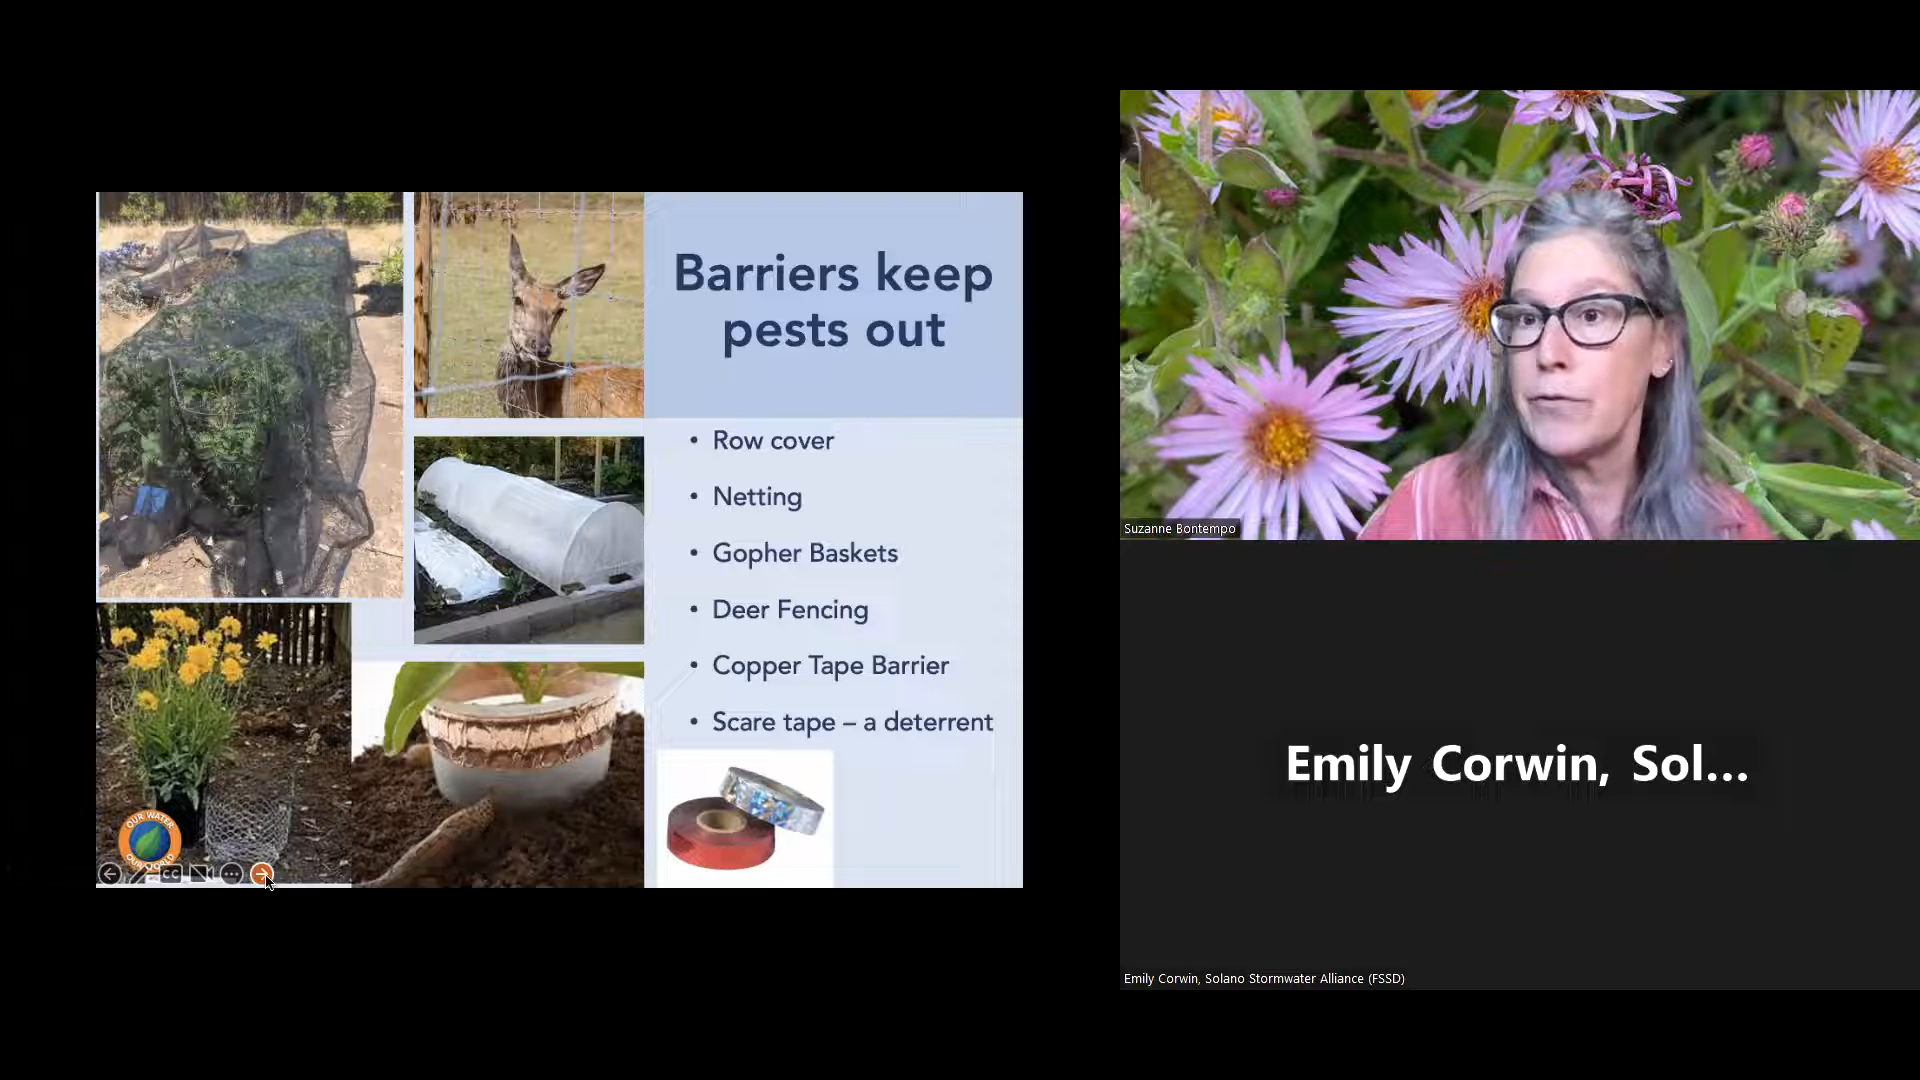 Barriers keep
pests out
• Row cover
• Netting
• Gopher Baskets
• Deer Fencing
• Copper Tape Barrier
• Scare tape – a deterrent
OUR WATER
OUR WORLD
CC
Suzanne Bontempo
Emily Corwin, Sol...
Emily Corwin, Solano Stormwater Alliance (FSSD)